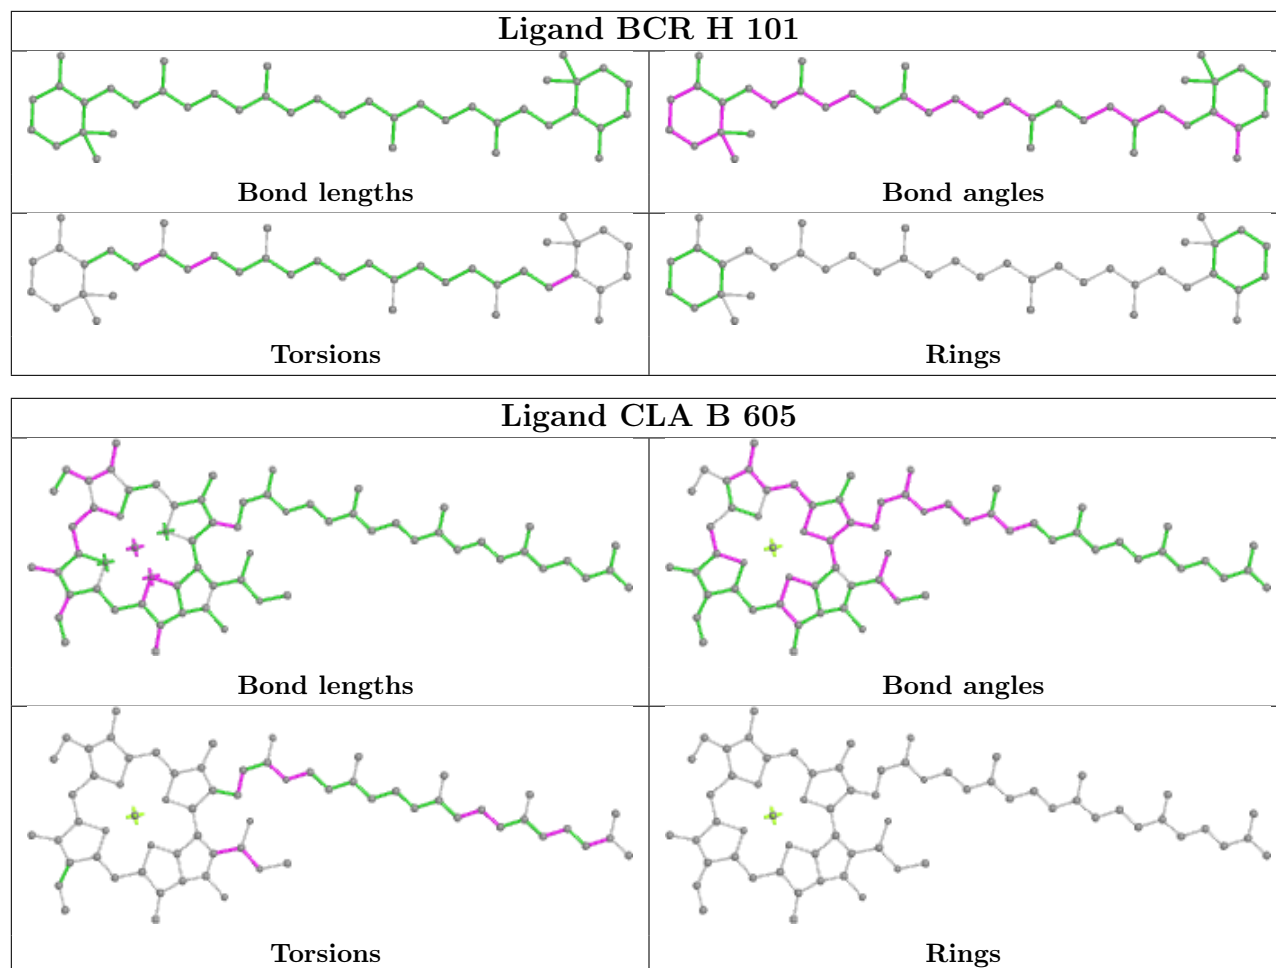 Ligand BCR H 101
Bond lengths
Bond angles
Torsions
Rings
Ligand CLA B 605
Bond lengths
Bond angles
Torsions
Rings